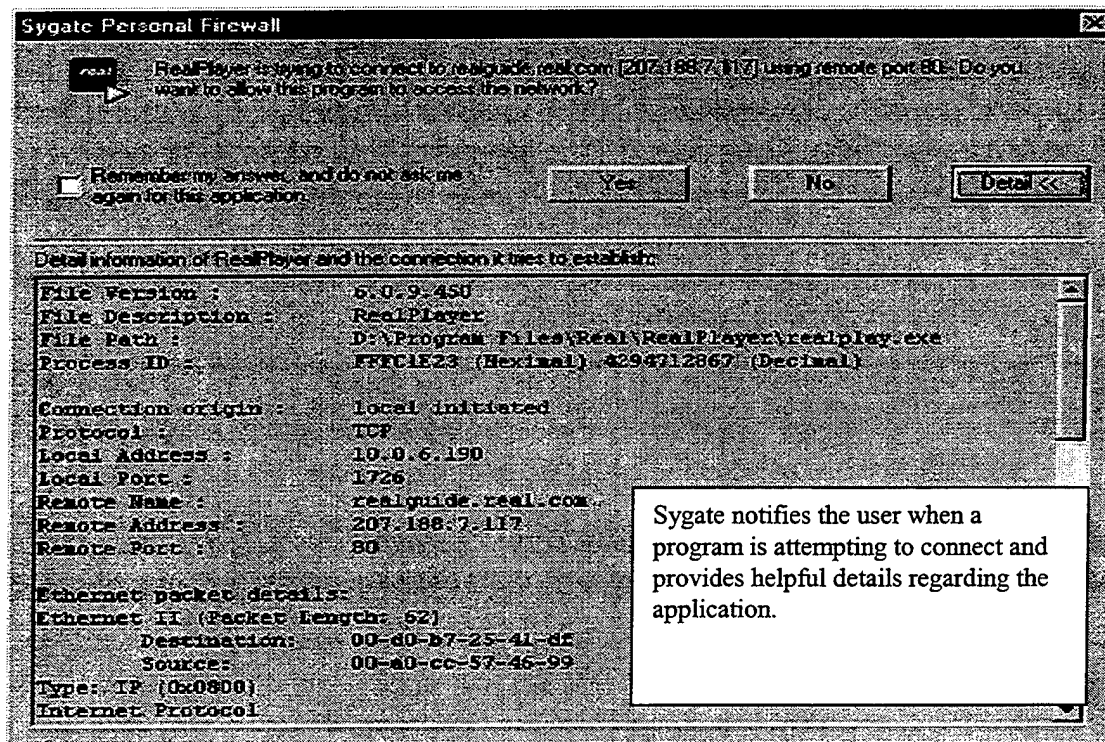 Sygate Personal Firewall
real
RealPlayer is trying to connect to realguide.real.com [207.188.7.117] using remote port 80. Do you
want to allow this program to access the network?
Remember my answer, and do not ask me
again for this application.
Yes
No
Detail <<
Detail information of RealPlayer and the connection it tries to establish:
File Version : 6.0.9.450
File Description : RealPlayer
File Path : D:\Program Files\Real\RealPlayer\realplay.exe
Process ID : FFFC1E23 (Heximal) 4294712867 (Decimal)
Connection origin : local initiated
Protocol : TCP
Local Address : 10.0.6.190
Local Port : 1726
Remote Name : realguide.real.com
Remote Address : 207.188.7.117
Remote Port : 80
Ethernet packet details:
Ethernet II (Packet Length: 62)
Destination: 00-d0-b7-25-41-df
Source: 00-a0-cc-57-46-99
Type: IP (0x0800)
Internet Protocol
Sygate notifies the user when a
program is attempting to connect and
provides helpful details regarding the
application.